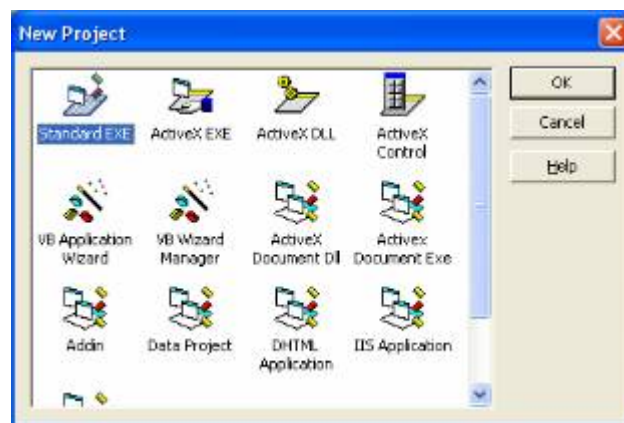 New Project
Standard EXE
ActiveX EXE
ActiveX DLL
ActiveX
Control
OK
Cancel
Help
VB Application
Wizard
VB Wizard
Manager
ActiveX
Document Dll
Activex
Document Exe
Addin
Data Project
DHTML
Application
IIS Application